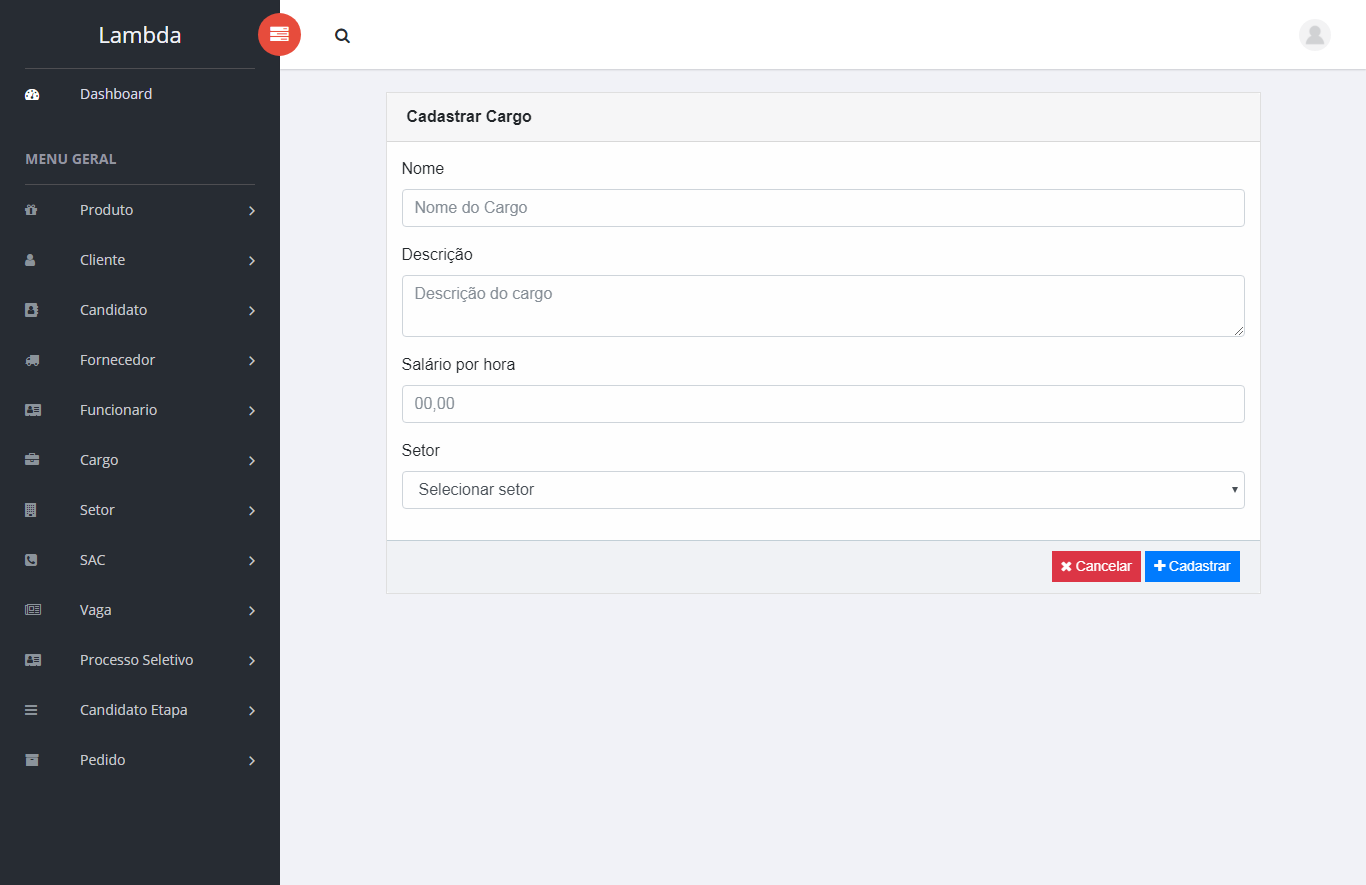 Lambda
Dashboard
MENU GERAL
Produto
Cliente
Candidato
Fornecedor
Funcionario
Cargo
Setor
SAC
Vaga
Processo Seletivo
Candidato Etapa
Pedido
Cadastrar Cargo
Nome
Nome do Cargo
Descrição
Descrição do cargo
Salário por hora
00,00
Setor
Selecionar setor
Cancelar Cadastrar